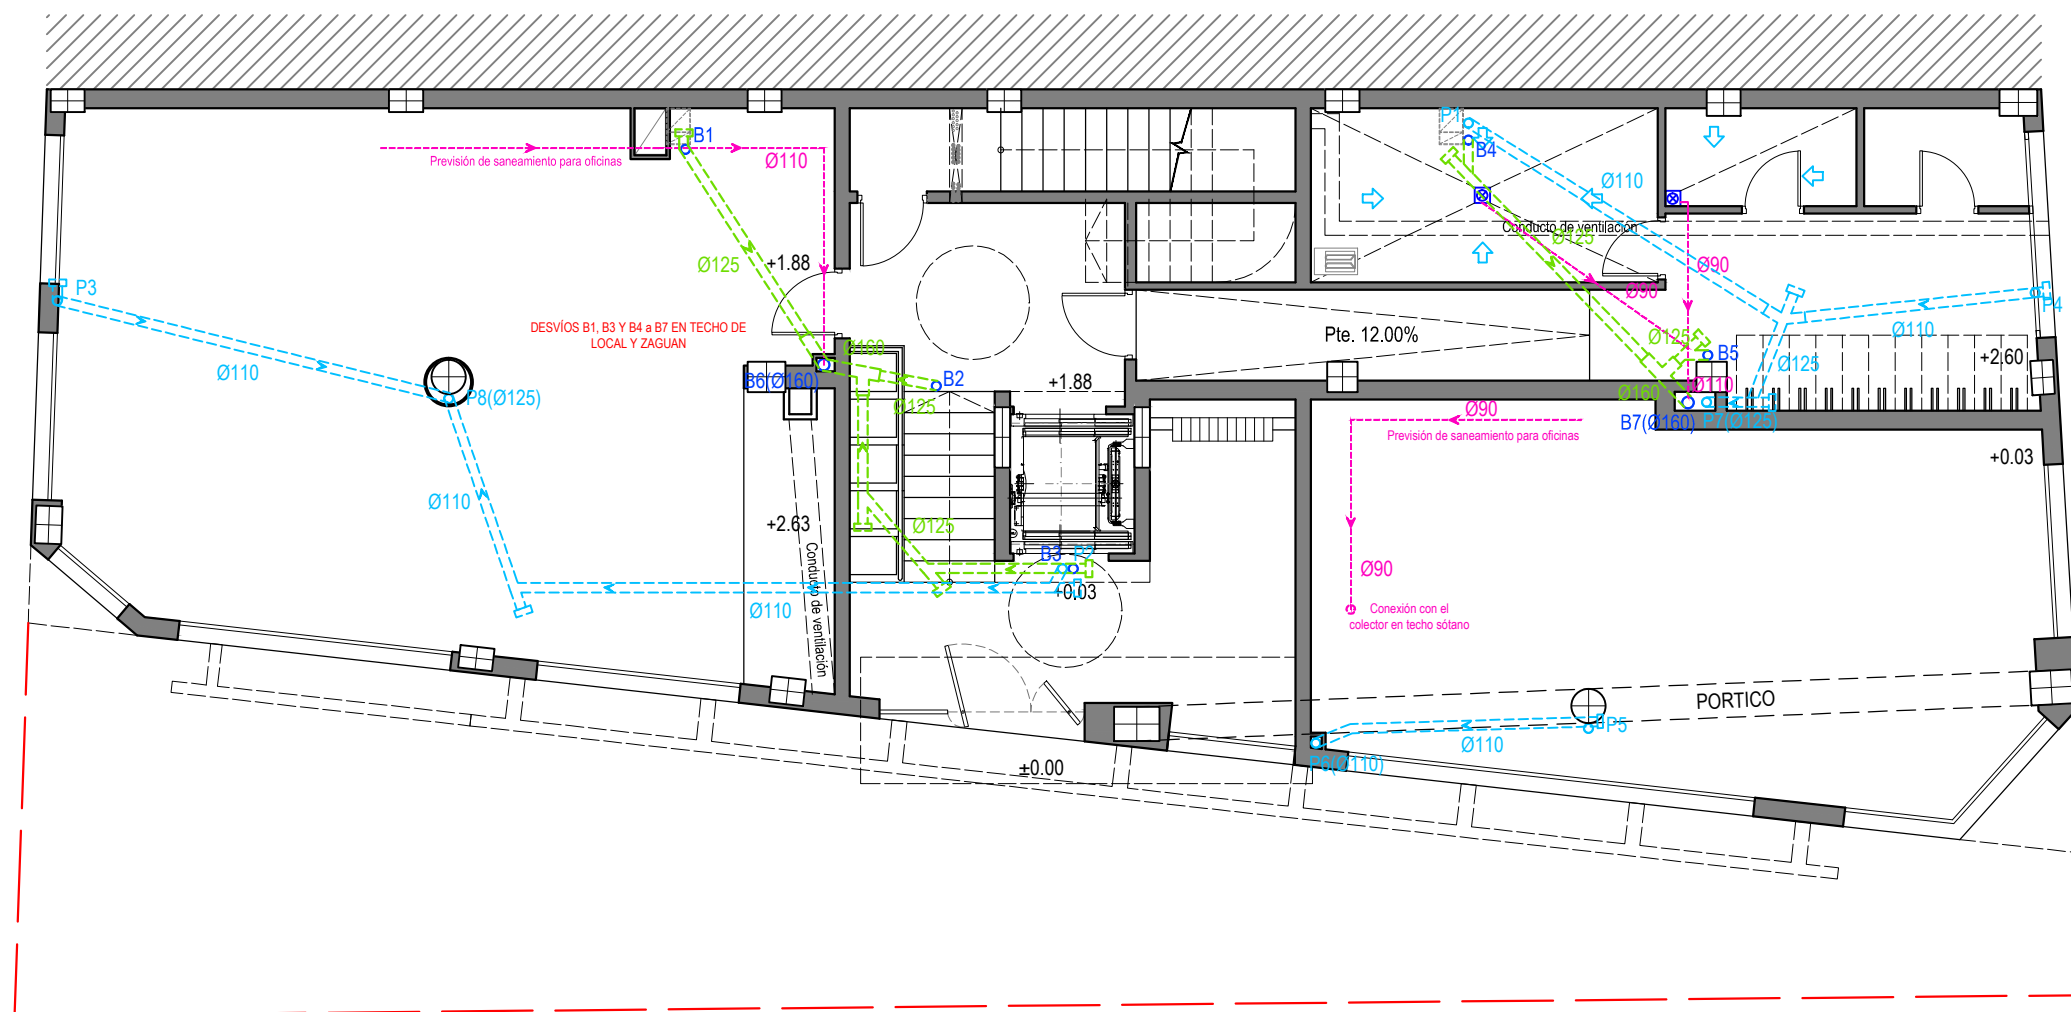 P1
B1
B4
Previsión de saneamiento para oficinas
Ø110
Ø110
Conducto de ventilación
Ø125
Ø125
+1.88
Ø90
Ø90
P3
P4
DESVÍOS B1, B3 Y B4 a B7 EN TECHO DE
LOCAL Y ZAGUAN
Pte. 12.00%
Ø110
Ø125
Ø160
B5
+2.60
Ø110
B6(Ø160)
B2
+1.88
Ø125
Ø110
Ø160
P8(Ø125)
Ø125
Ø90
B7(Ø160)
P7(Ø125)
Previsión de saneamiento para oficinas
+0.03
Ø110
+2.63
Ø125
Conducto de ventilación
B3
P2
+0.03
Ø90
Ø110
Conexión con el
colector en techo sótano
PORTICO
P5
Ø110
P6(Ø110)
±0.00